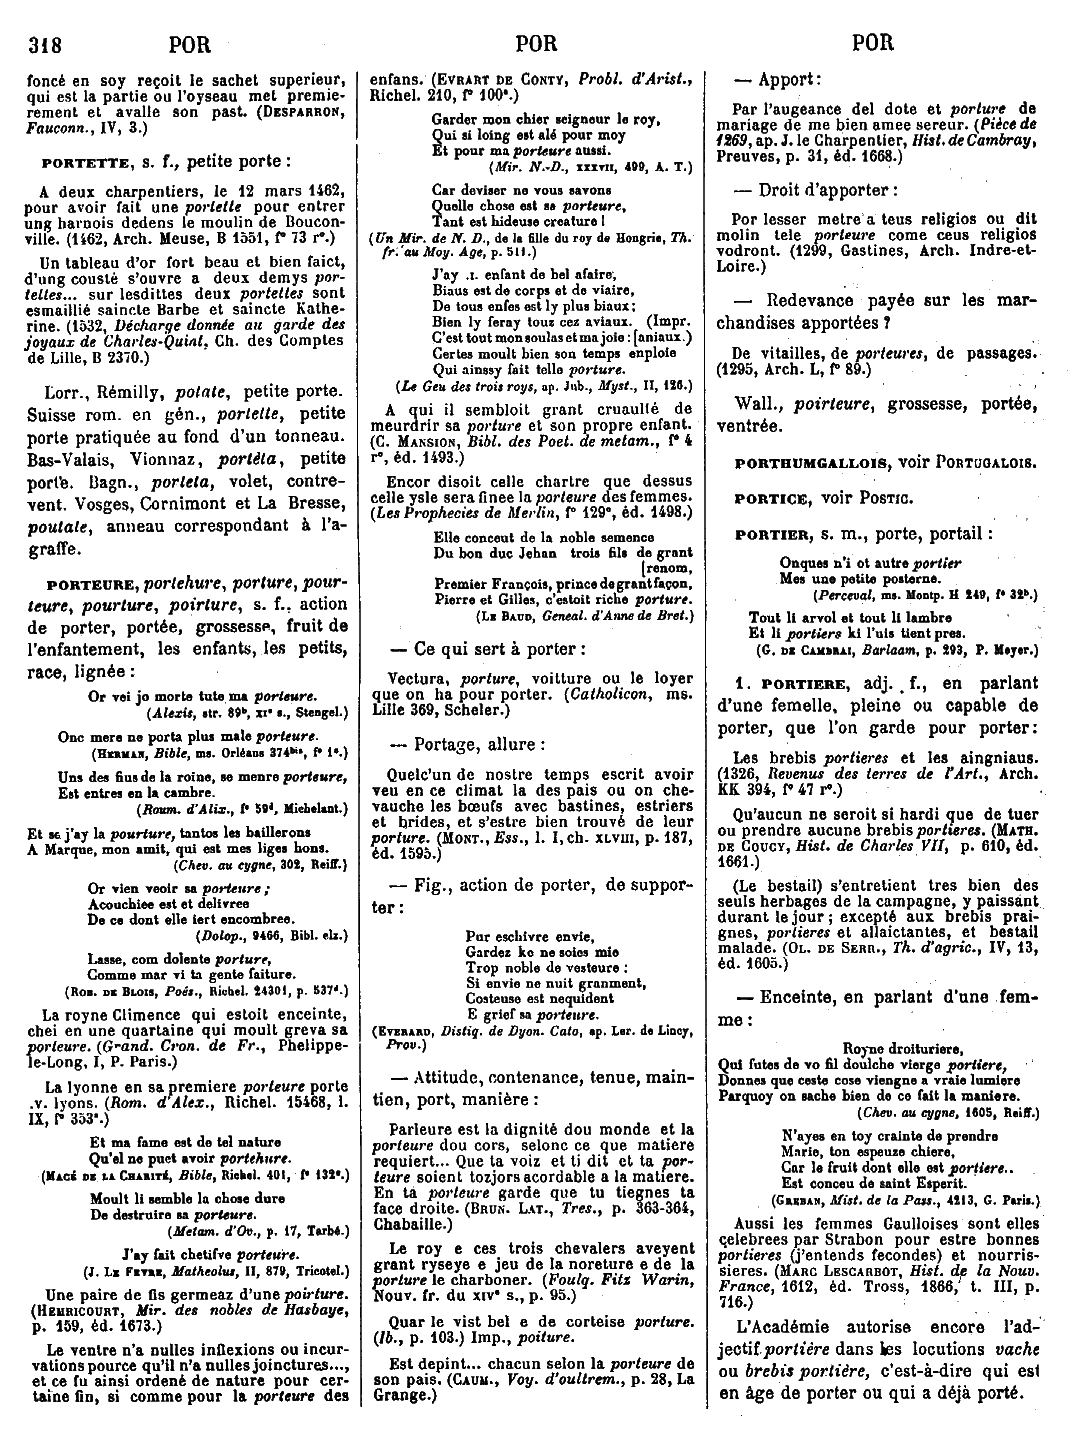 318 POR POR POR
foncé en soy reçoit le sachet superieur,
qui est la partie ou l'oyseau met premie-
rement et avalle son past. (DESPARRON,
Fauconn., IV, 3.)
PORTETTE, s. f., petite porte :
A deux charpentiers, le 12 mars 1462,
pour avoir fait une portette pour entrer
ung harnois dedens le moulin de Boucon-
ville. (1462, Arch. Meuse, B 1551, f° 73 r°.)
Un tableau d'or fort beau et bien faict,
d'ung cousté s'ouvre a deux demys por-
tettes... sur lesdittes deux portettes sont
esmaillié saincte Barbe et saincte Kathe-
rine. (1532, Décharge donnée au garde des
joyaux de Charles-Quint, Ch. des Comptes
de Lille, B 2370.)
Lorr., Rémilly, potate, petite porte.
Suisse rom. en gén., portette, petite
porte pratiquée au fond d'un tonneau.
Bas-Valais, Vionnaz, portéta, petite
porte. Bagn., porteta, volet, contre-
vent. Vosges, Cornimont et La Bresse,
poutate, anneau correspondant à l'a-
graffe.
PORTEURE, portehure, porture, pour-
teure, pourture, poirture, s. f., action
de porter, portée, grossesse, fruit de
l'enfantement, les enfants, les petits,
race, lignée :
Or vei jo morte tute ma porteure.
(Alexis, str. 89ᵇ, XIᵉ s., Stengel.)
Onc mere ne porta plus male porteure.
(HERMAN, Bible, ms. Orléans 374ᵇⁱˢ, f° 1ᵃ.)
Uns des fius de la roine, se menre porteure,
Est entres en la cambre.
(Roum. d'Alix., f° 59ᵈ, Michelant.)
Et se j'ay la pourture, tantos les baillerons
A Marque, mon amit, qui est mes liges hons.
(Chev. au cygne, 302, Reiff.)
Or vien veoir sa porteure ;
Acouchiee est et delivree
De ce dont elle iert encombree.
(Dolop., 9466, Bibl. elz.)
Lasse, com dolente porture,
Comme mar vi ta gente faiture.
(ROB. DE BLOIS, Poés., Richel. 24301, p. 537ᵈ.)
La royne Climence qui estoit enceinte,
chei en une quartaine qui moult greva sa
porteure. (Grand. Cron. de Fr., Phelippe-
le-Long, I, P. Paris.)
La lyonne en sa premiere porteure porte
.v. lyons. (Rom. d'Alex., Richel. 15468, l.
IX, f° 353ᵃ.)
Et ma fame est de tel nature
Qu'el ne puet avoir portehure.
(MACÉ DE LA CHARITÉ, Bible, Richel. 401, f° 132ᵃ.)
Moult li semble la chose dure
De destruire sa porteure.
(Metam. d'Ov., p. 17, Tarbé.)
J'ay fait chetifve porteure.
(J. LE FEVRE, Matheolus, II, 879, Tricotel.)
Une paire de fis germeaz d'une poirture.
(HEMRICOURT, Mir. des nobles de Hasbaye,
p. 159, éd. 1673.)
Le ventre n'a nulles inflexions ou incur-
vations pource qu'il n'a nulles joinctures...,
et ce fu ainsi ordené de nature pour cer-
taine fin, si comme pour la porteure des
enfans. (EVRART DE CONTY, Probl. d'Arist.,
Richel. 210, f° 100ᵃ.)
Garder mon chier seigneur le roy,
Qui si loing est alé pour moy
Et pour ma porteure aussi.
(Mir. N.-D., XXXVII, 499, A. T.)
Car deviser ne vous savons
Quelle chose est sa porteure,
Tant est hideuse creature !
(Un Mir. de N. D., de la fille du roy de Hongrie, Th.
fr. au Moy. Age, p. 511.)
J'ay .I. enfant de bel afaire,
Biaus est de corps et de viaire,
De tous enfes est ly plus biaux ;
Bien ly feray touz cez aviaux. (Impr.
C'est tout mon soulas et ma joie : [aniaux.)
Certes moult bien son temps enploie
Qui ainssy fait telle porture.
(Le Geu des trois roys, ap. Jub., Myst., II, 126.)
A qui il sembloit grant cruaulté de
meurdrir sa porture et son propre enfant.
(C. MANSION, Bibl. des Poet. de metam., f° 4
r°, éd. 1493.)
Encor disoit celle chartre que dessus
celle ysle sera finee la porteure des femmes.
(Les Prophecies de Merlin, f° 129ᵃ, éd. 1498.)
Elle conceut de la noble semence
Du bon duc Jehan trois fils de grant
[renom,
Premier François, prince de grant façon,
Pierre et Gilles, c'estoit riche porture.
(LE BAUD, Geneal. d'Anne de Bret.)
— Ce qui sert à porter :
Vectura, porture, voitture ou le loyer
que on ha pour porter. (Catholicon, ms.
Lille 369, Scheler.)
— Portage, allure :
Quelc'un de nostre temps escrit avoir
veu en ce climat la des pais ou on che-
vauche les bœufs avec bastines, estriers
et brides, et s'estre bien trouvé de leur
porture. (MONT., Ess., l. I, ch. XLVIII, p. 187,
éd. 1595.)
— Fig., action de porter, de suppor-
ter :
Pur eschivre envie,
Gardez ke ne soies mie
Trop noble de vesteure :
Si envie ne nuit granment,
Costeuse est nequident
E grief sa porteure.
(EVERARD, Distiq. de Dyon. Cato, ap. Ler. de Lincy,
Prov.)
— Attitude, contenance, tenue, main-
tien, port, manière :
Parleure est la dignité dou monde et la
porteure dou cors, selonc ce que matiere
requiert... Que ta voiz et ti dit et ta por-
teure soient tozjors acordable a la matiere.
En ta porteure garde que tu tiegnes ta
face droite. (BRUN. LAT., Tres., p. 363-364,
Chabaille.)
Le roy e ces trois chevalers aveyent
grant ryseye e jeu de la noreture e de la
porture le charboner. (Foulq. Fitz Warin,
Nouv. fr. du XIVᵉ s., p. 95.)
Quar le vist bel e de corteise porture.
(Ib., p. 103.) Imp., poiture.
Est depint... chacun selon la porteure de
son pais. (CAUM., Voy. d'oultrem., p. 28, La
Grange.)
— Apport :
Par l'augeance del dote et porture de
mariage de me bien amee sereur. (Pièce de
1269, ap. J. le Charpentier, Hist. de Cambray,
Preuves, p. 31, éd. 1668.)
— Droit d'apporter :
Por lesser metre a teus religios ou dit
molin tele porteure come ceus religios
vodront. (1299, Gastines, Arch. Indre-et-
Loire.)
— Redevance payée sur les mar-
chandises apportées ?
De vitailles, de porteures, de passages.
(1295, Arch. L, f° 89.)
Wall., poirteure, grossesse, portée,
ventrée.
PORTHUMGALLOIS, voir PORTUGALOIS.
PORTICE, voir POSTIC.
PORTIER, s. m., porte, portail :
Onques n'i ot autre portier
Mes une petite posterne.
(Perceval, ms. Montp. H 249, f° 32ᵇ.)
Tout li arvol et tout li lambre
Et li portiers ki l'uis tient pres.
(G. DE CAMBRAI, Barlaam, p. 293, P. Meyer.)
1. PORTIERE, adj. f., en parlant
d'une femelle, pleine ou capable de
porter, que l'on garde pour porter :
Les brebis portieres et les aingniaus.
(1326, Revenus des terres de l'Art., Arch.
KK 394, f° 47 r°.)
Qu'aucun ne seroit si hardi que de tuer
ou prendre aucune brebis portieres. (MATH.
DE COUCY, Hist. de Charles VII, p. 610, éd.
1661.)
(Le bestail) s'entretient tres bien des
seuls herbages de la campagne, y paissant
durant le jour ; excepté aux brebis prai-
gnes, portieres et allaictantes, et bestail
malade. (OL. DE SERR., Th. d'agric., IV, 13,
éd. 1605.)
— Enceinte, en parlant d'une fem-
me :
Royne droituriere,
Qui futes de vo fil doulche vierge portiere,
Donnes que ceste cose viengne a vraie lumiere
Parquoy on sache bien de ce fait la maniere.
(Chev. au cygne, 1605, Reiff.)
N'ayes en toy crainte de prendre
Marie, ton espeuze chiere,
Car le fruit dont elle est portiere..
Est conceu de saint Esperit.
(GREBAN, Mist. de la Pass., 4213, G. Paris.)
Aussi les femmes Gaulloises sont elles
celebrees par Strabon pour estre bonnes
portieres (j'entends fecondes) et nourris-
sieres. (MARC LESCARBOT, Hist. de la Nouv.
France, 1612, éd. Tross, 1866, t. III, p.
716.)
L'Académie autorise encore l'ad-
jectif portière dans les locutions vache
ou brebis portière, c'est-à-dire qui est
en âge de porter ou qui a déjà porté.